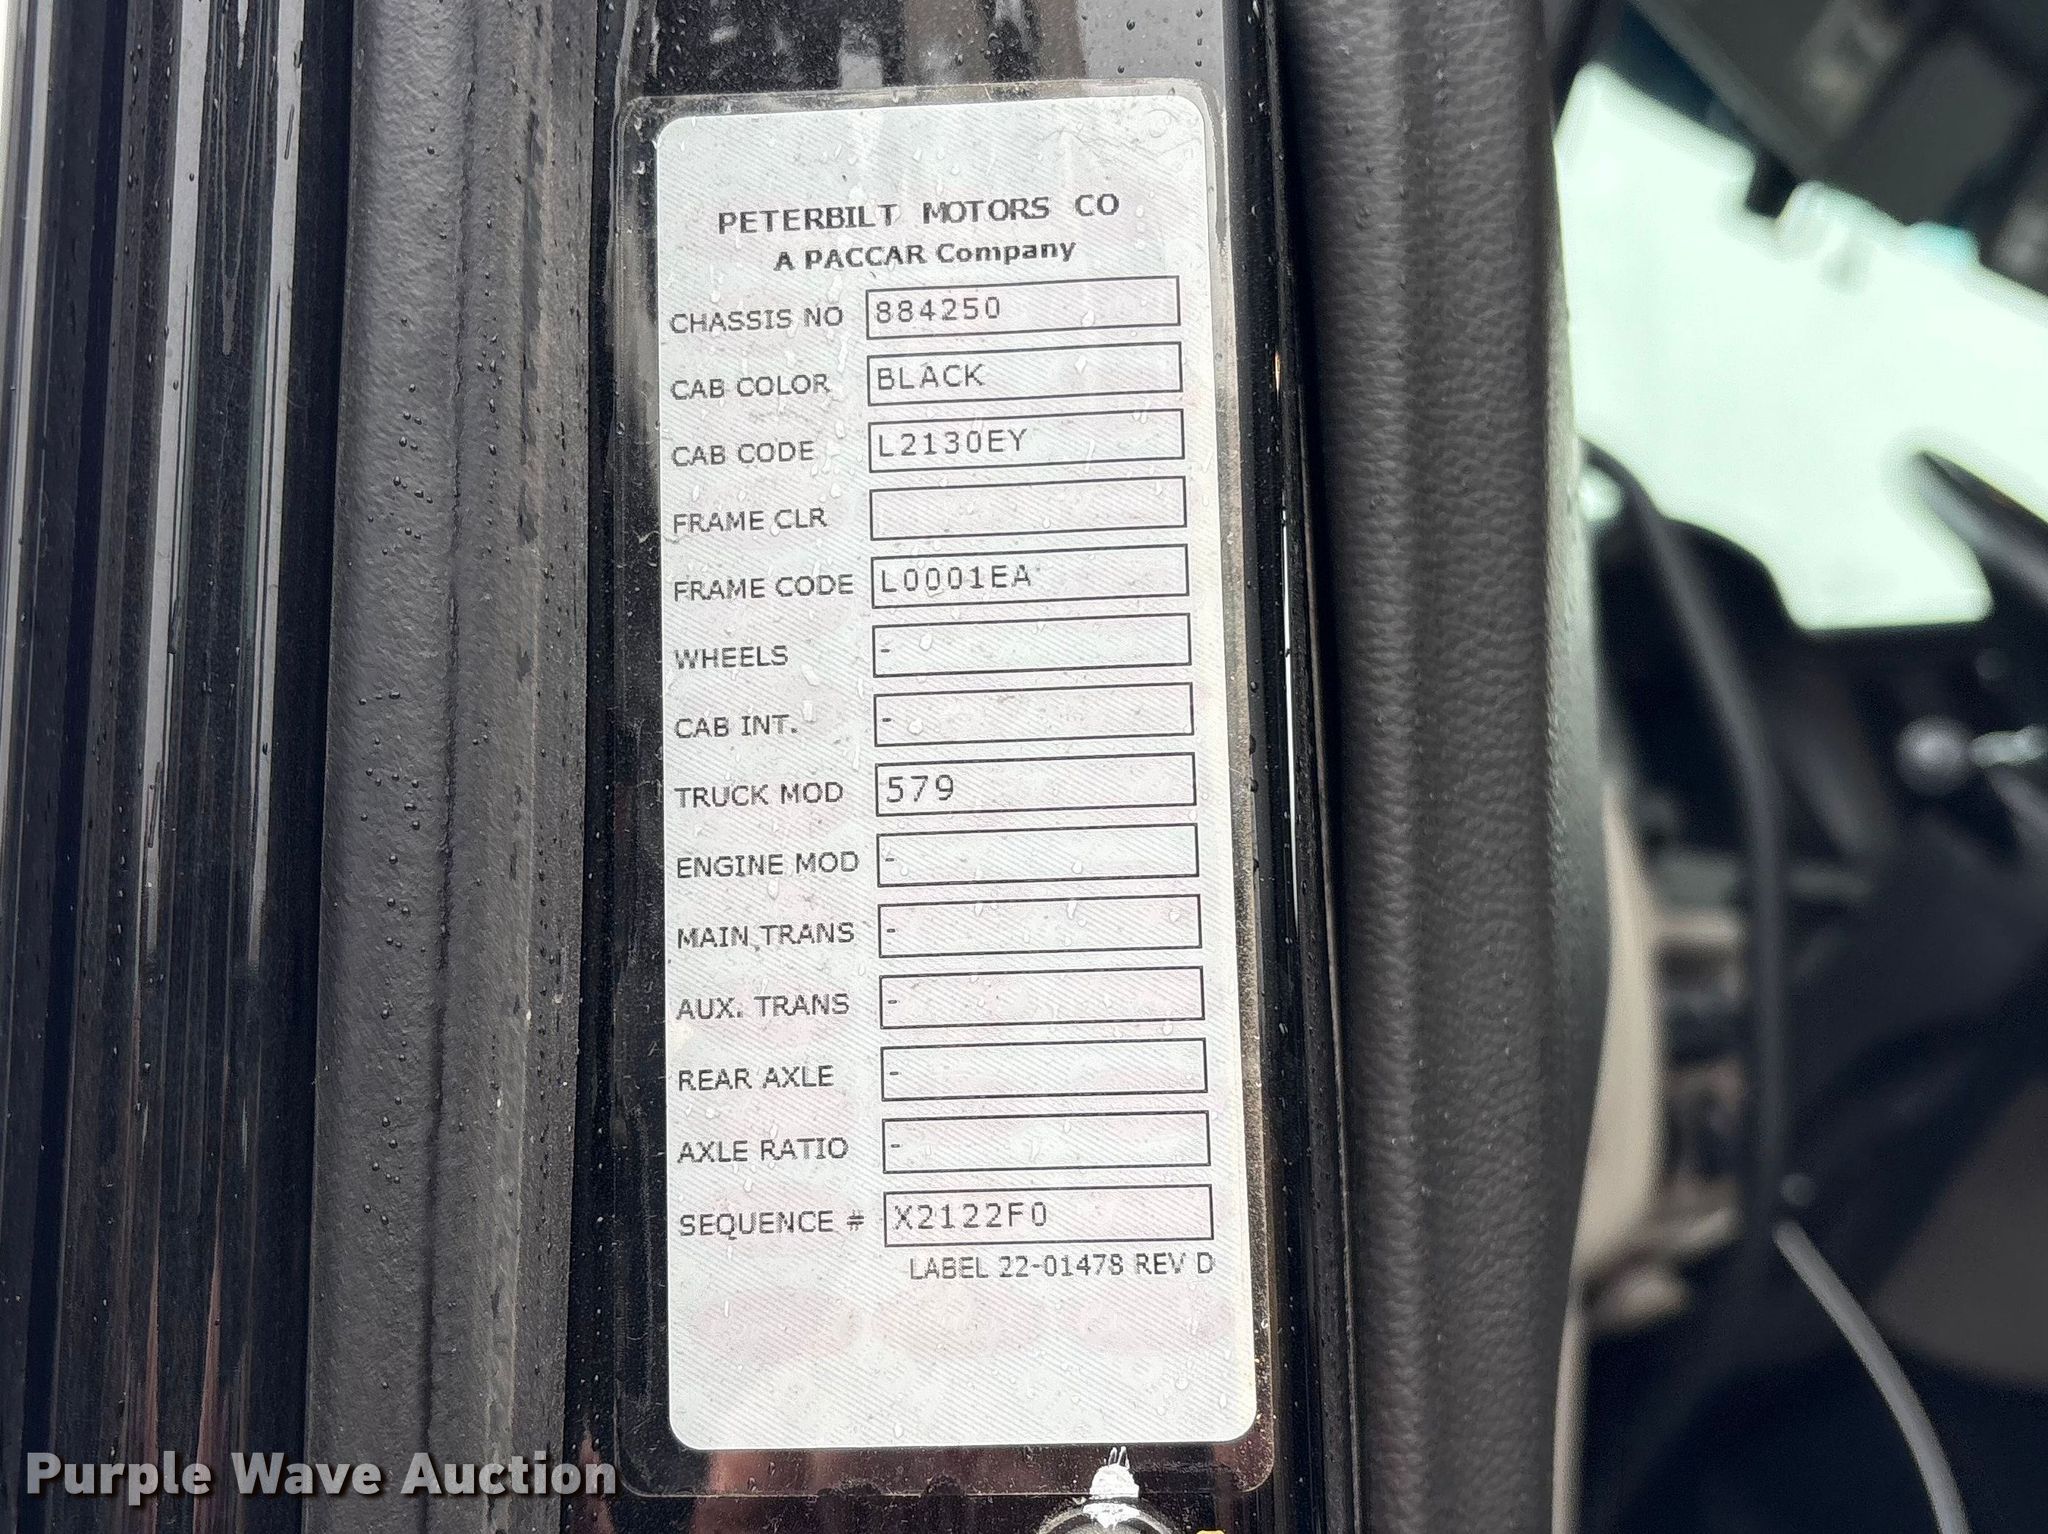 PETERBILT MOTORS CO
A PACCAR Company
CHASSIS NO 884250
CAB COLOR BLACK
CAB CODE L2130EY
FRAME CLR
FRAME CODE L0001EA
WHEELS -
CAB INT. -
TRUCK MOD 579
ENGINE MOD -
MAIN TRANS -
AUX. TRANS -
REAR AXLE -
AXLE RATIO -
SEQUENCE # X2122F0
LABEL 22-01478 REV D
Purple Wave Auction